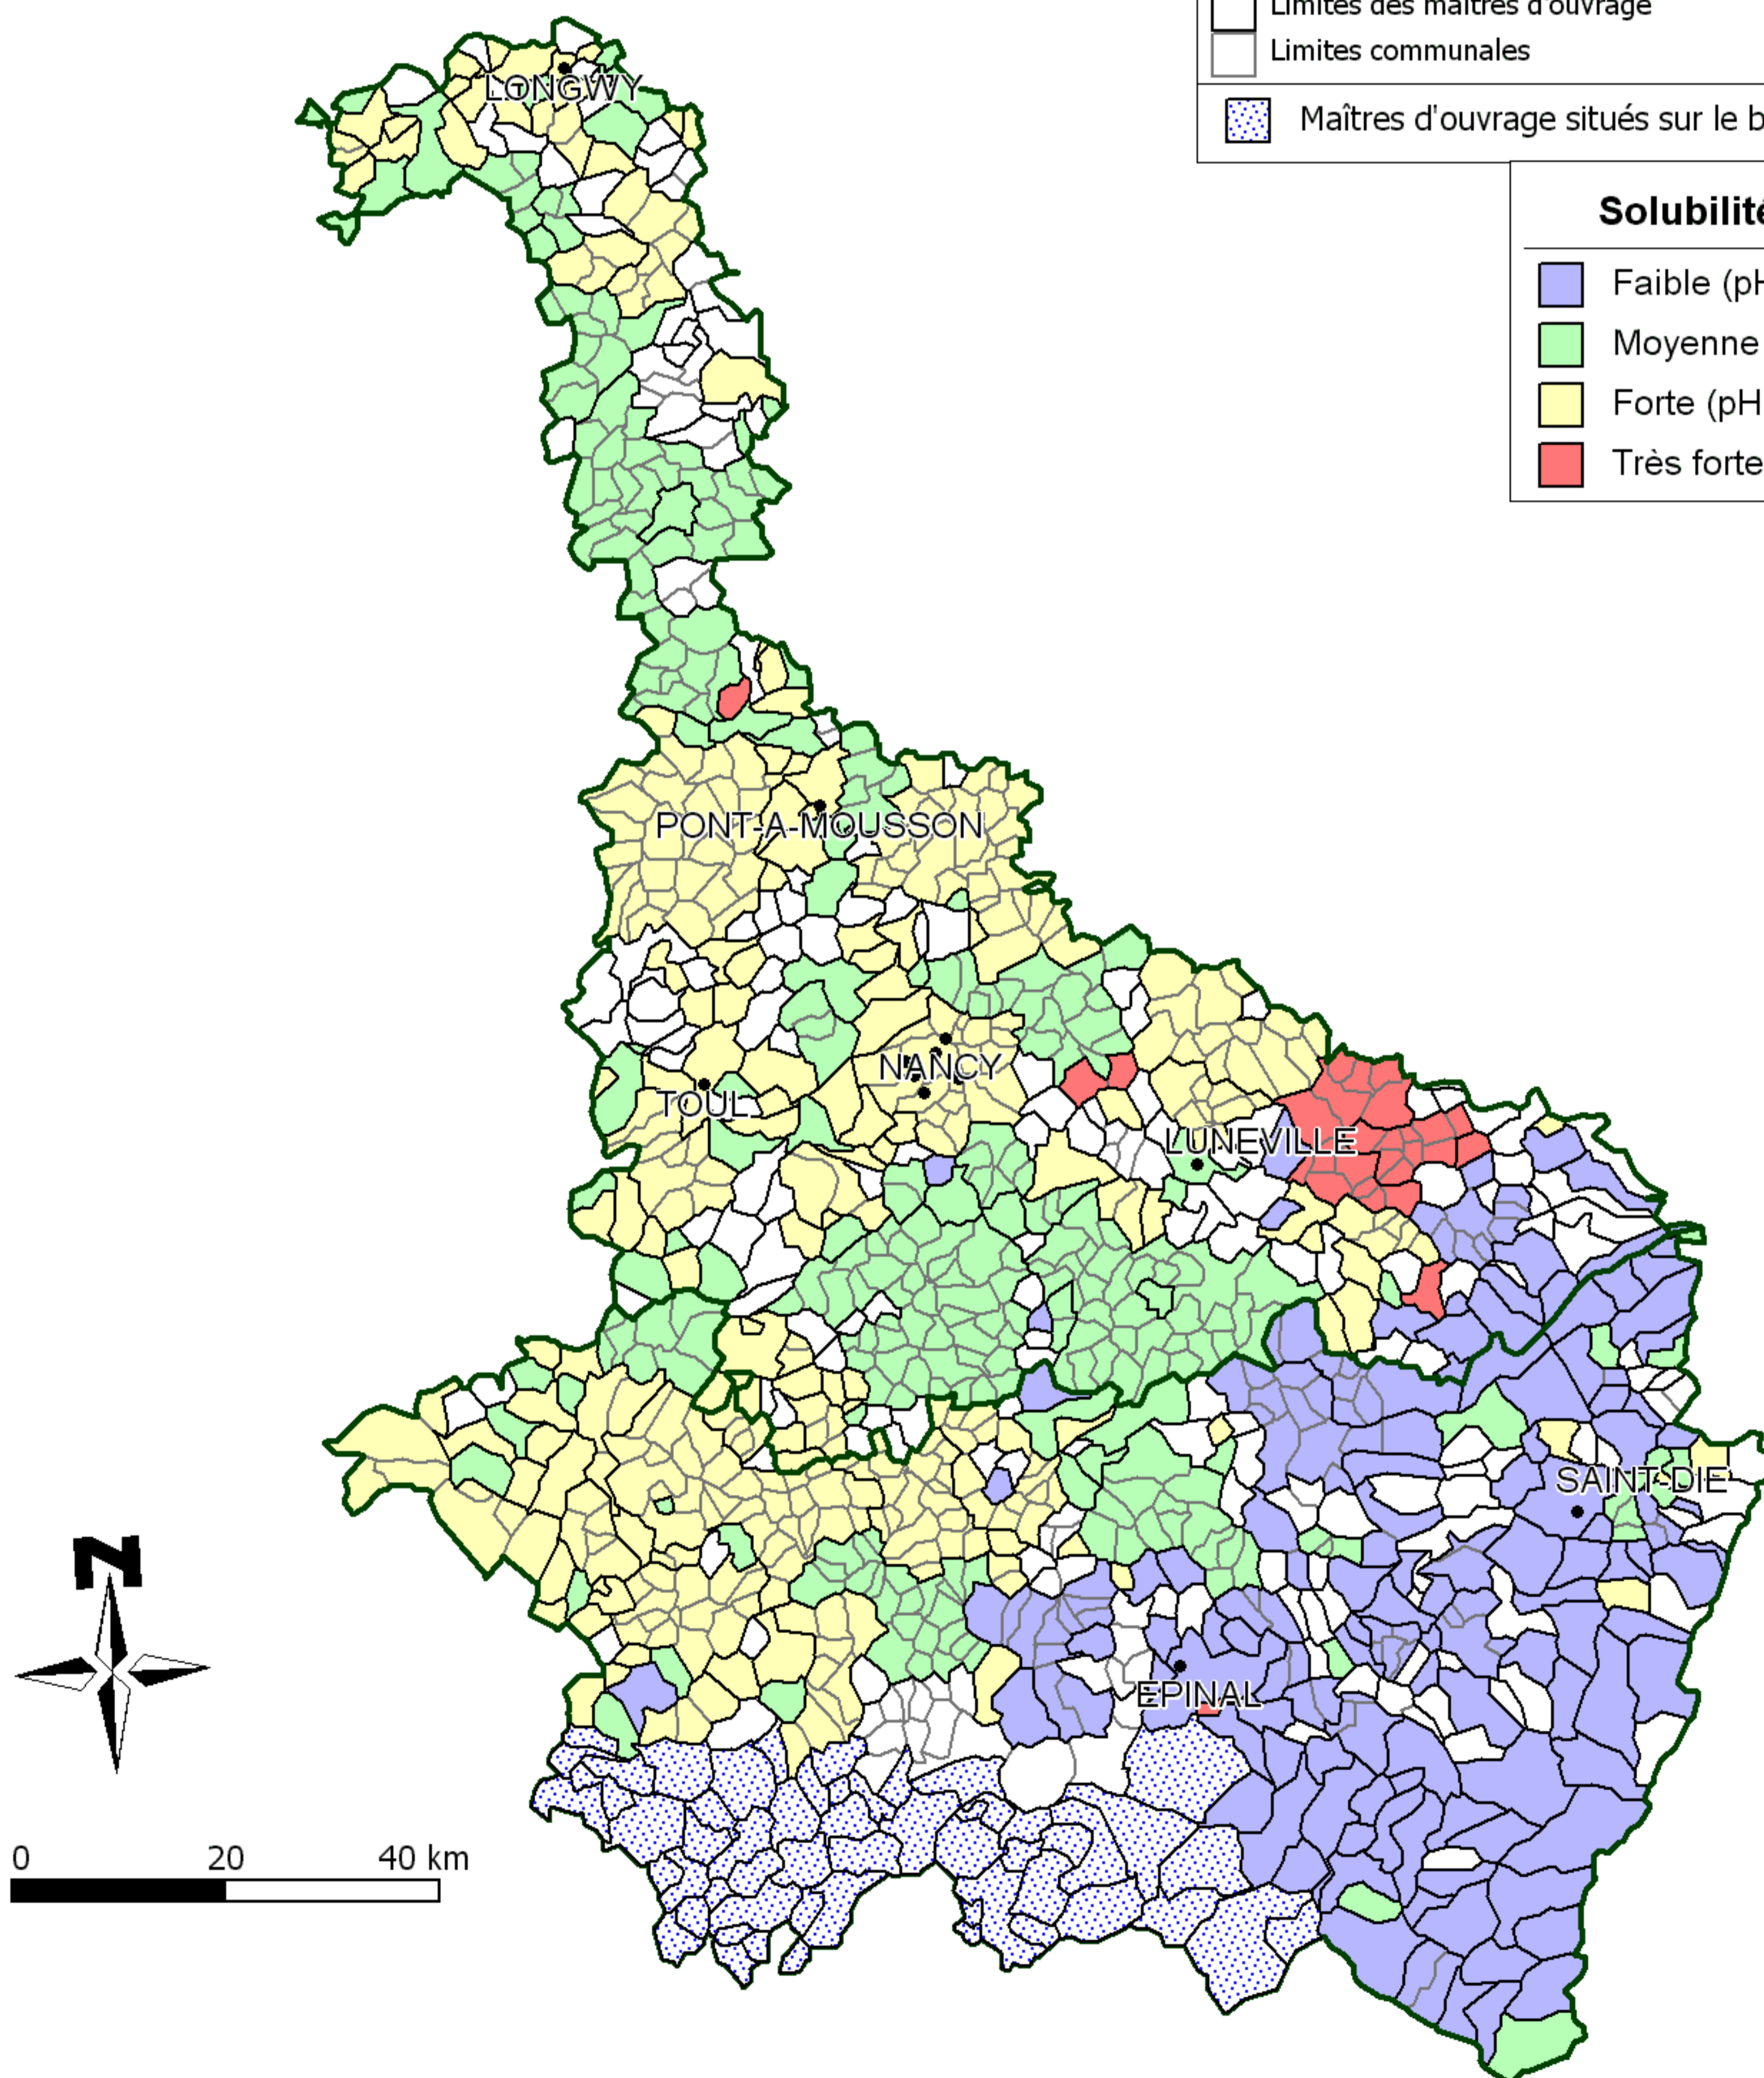 Limites des maîtres d'ouvrage
Limites communales
Maîtres d'ouvrage situés sur le b
Solubilité
Faible (pH
Moyenne
Forte (pH
Très forte
LONGWY
PONT-A-MOUSSON
NANCY
TOUL
LUNEVILLE
SAINT-DIE
EPINAL
N
0 20 40 km